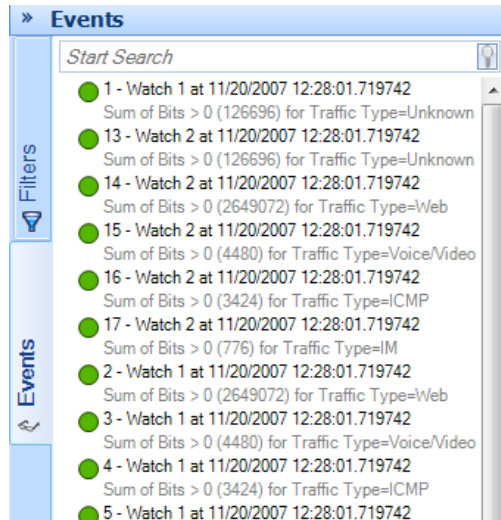 » Events
Start Search
Filters
Events
1 - Watch 1 at 11/20/2007 12:28:01.719742
Sum of Bits > 0 (126696) for Traffic Type=Unknown
13 - Watch 2 at 11/20/2007 12:28:01.719742
Sum of Bits > 0 (126696) for Traffic Type=Unknown
14 - Watch 2 at 11/20/2007 12:28:01.719742
Sum of Bits > 0 (2649072) for Traffic Type=Web
15 - Watch 2 at 11/20/2007 12:28:01.719742
Sum of Bits > 0 (4480) for Traffic Type=Voice/Video
16 - Watch 2 at 11/20/2007 12:28:01.719742
Sum of Bits > 0 (3424) for Traffic Type=ICMP
17 - Watch 2 at 11/20/2007 12:28:01.719742
Sum of Bits > 0 (776) for Traffic Type=IM
2 - Watch 1 at 11/20/2007 12:28:01.719742
Sum of Bits > 0 (2649072) for Traffic Type=Web
3 - Watch 1 at 11/20/2007 12:28:01.719742
Sum of Bits > 0 (4480) for Traffic Type=Voice/Video
4 - Watch 1 at 11/20/2007 12:28:01.719742
Sum of Bits > 0 (3424) for Traffic Type=ICMP
5 - Watch 1 at 11/20/2007 12:28:01.719742